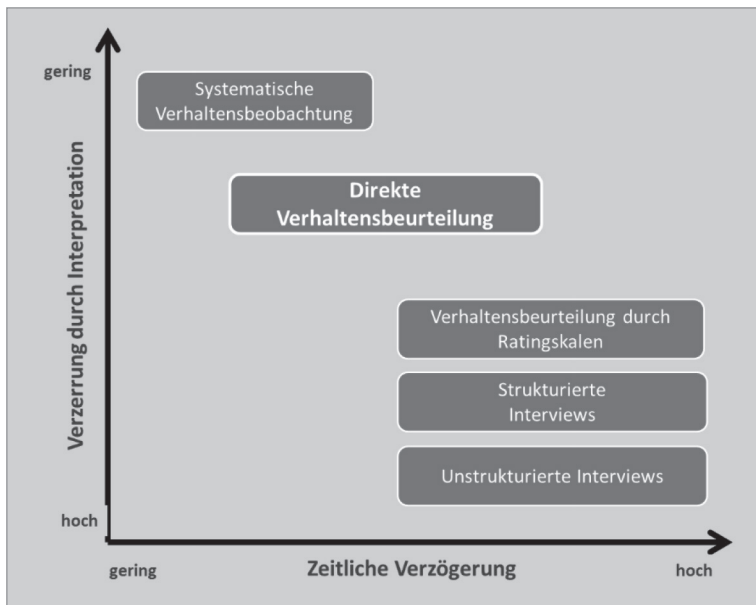 gering
Systematische
Verhaltensbeobachtung
Direkte
Verhaltensbeurteilung
Verzerrung durch Interpretation
Verhaltensbeurteilung durch
Ratingskalen
Strukturierte
Interviews
Unstrukturierte Interviews
hoch
gering
Zeitliche Verzögerung
hoch